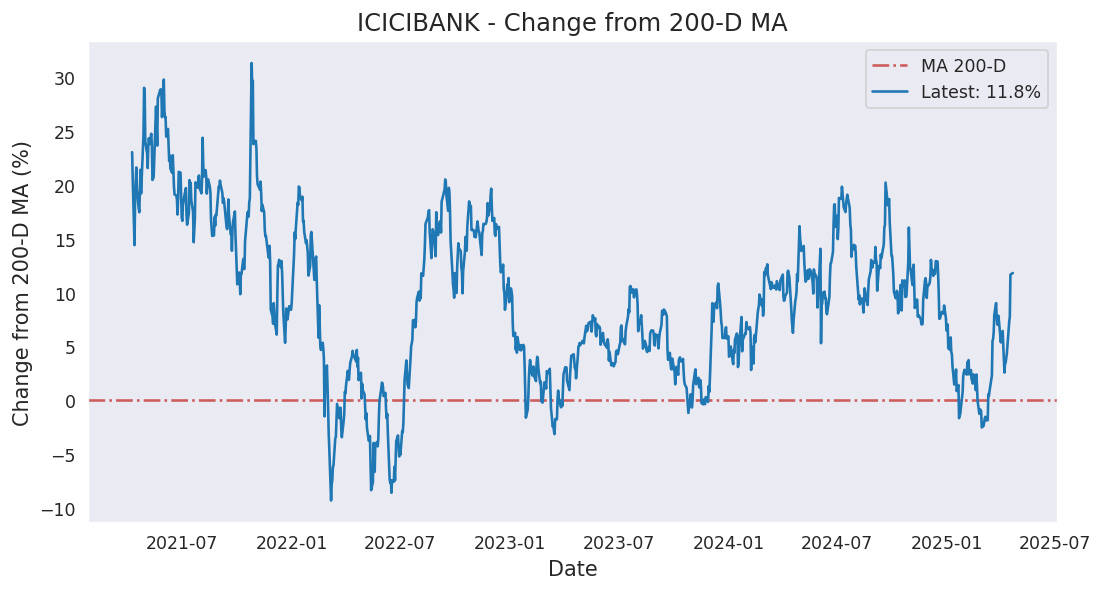 ICICIBANK - Change from 200-D MA
MA 200-D
Latest: 11.8%
Change from 200-D MA (%)
30
25
20
15
10
5
0
−5
−10
2021-07 2022-01 2022-07 2023-01 2023-07 2024-01 2024-07 2025-01 2025-07
Date